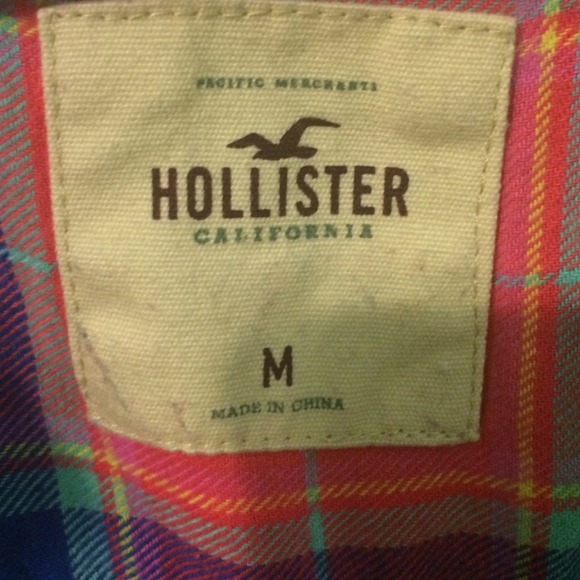 PACIFIC MERCHANTS
HOLLISTER
CALIFORNIA
M
MADE IN CHINA